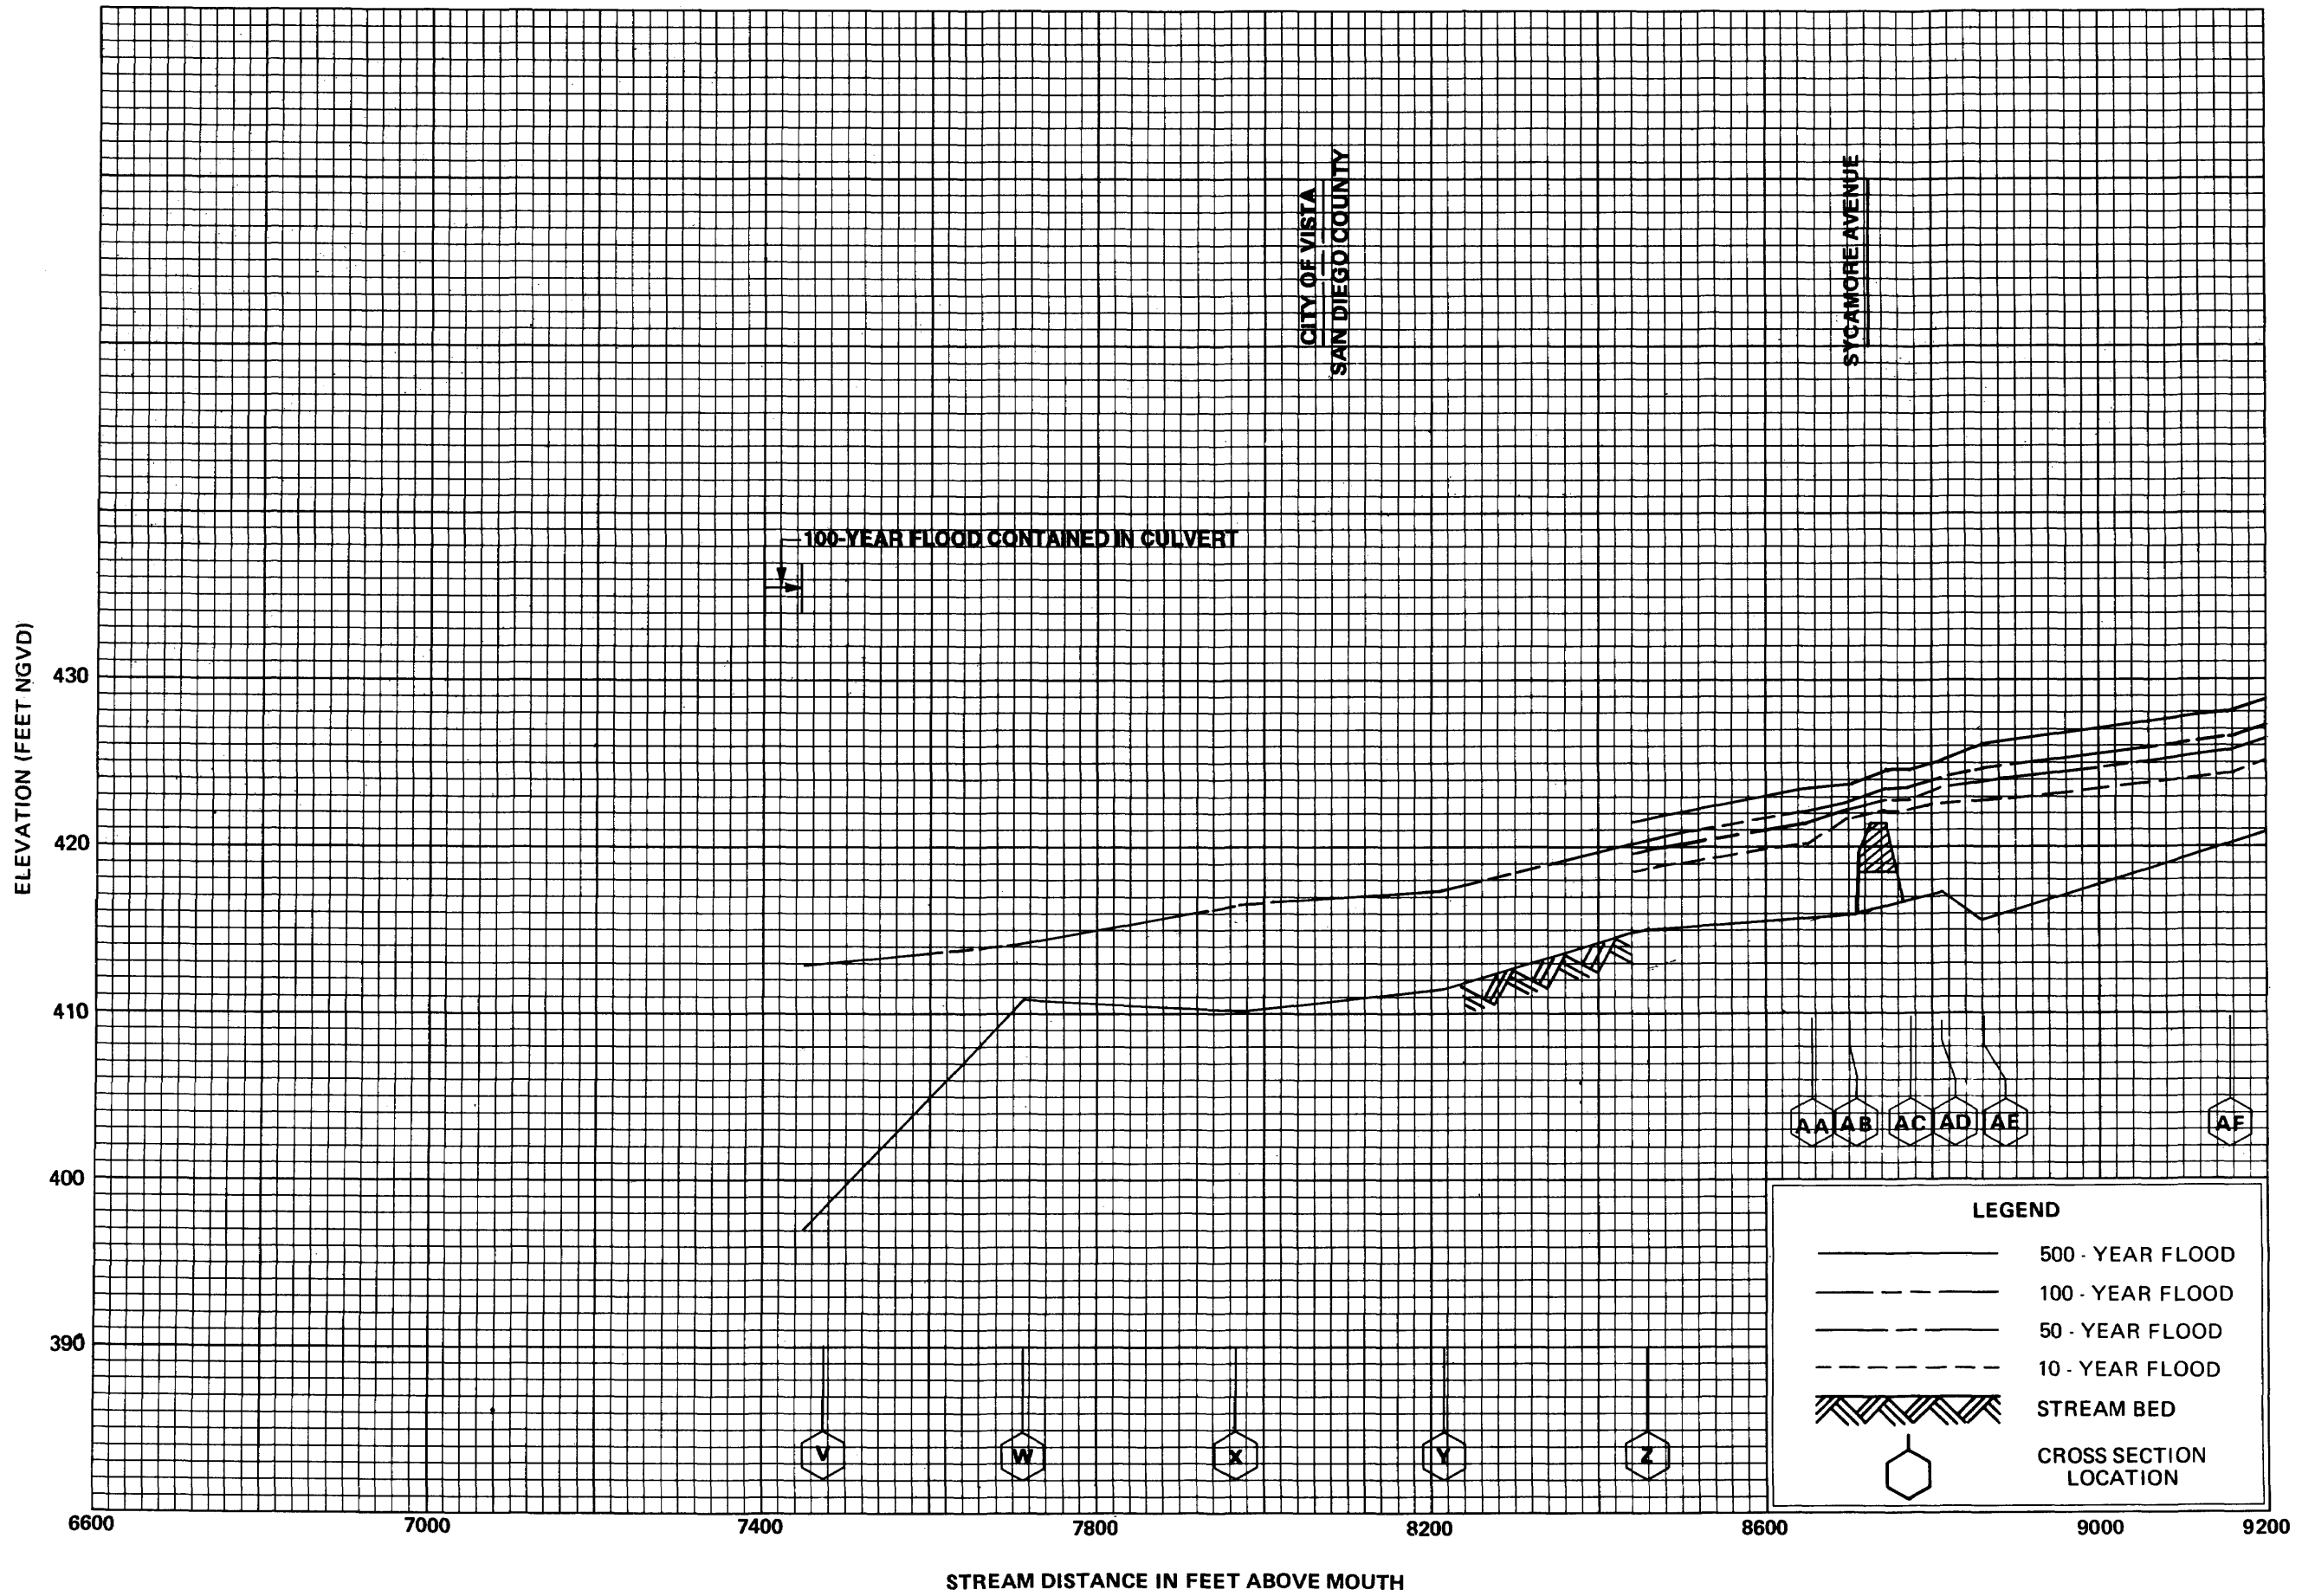 CITY OF VISTA
SAN DIEGO COUNTY
SYCAMORE AVENUE
100-YEAR FLOOD CONTAINED IN CULVERT
ELEVATION (FEET NGVD)
430
420
410
400
390
AA AB AC AD AE AF
V W X Y Z
LEGEND
500 - YEAR FLOOD
100 - YEAR FLOOD
50 - YEAR FLOOD
10 - YEAR FLOOD
STREAM BED
CROSS SECTION
LOCATION
6600 7000 7400 7800 8200 8600 9000 9200
STREAM DISTANCE IN FEET ABOVE MOUTH